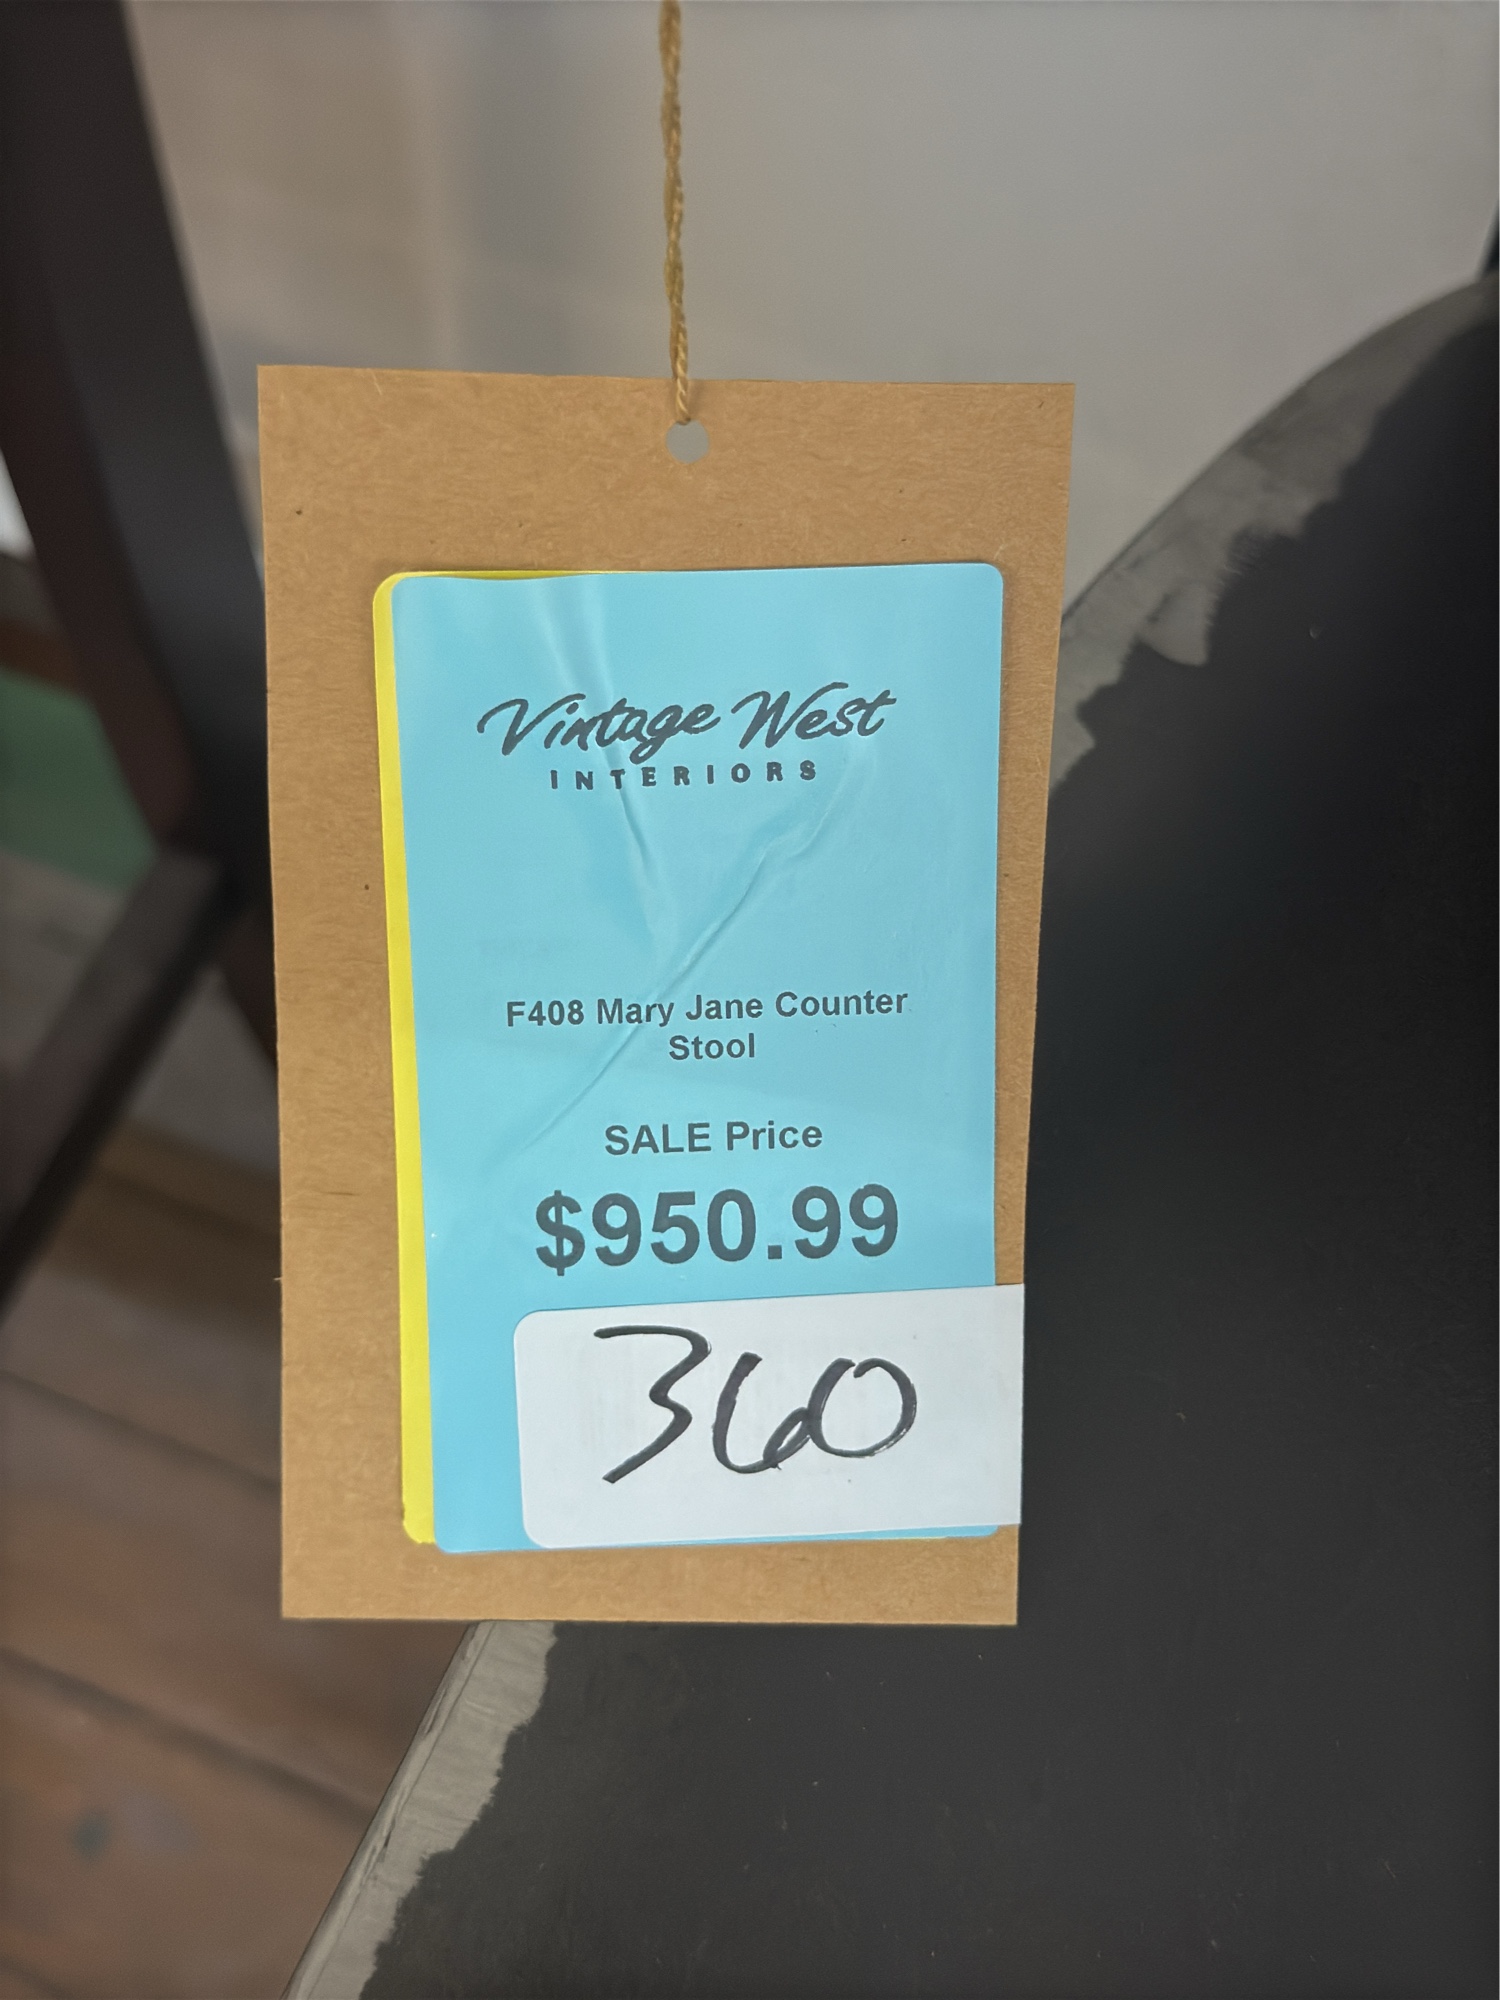 Vintage West
INTERIORS
F408 Mary Jane Counter
Stool
SALE Price
$950.99
360